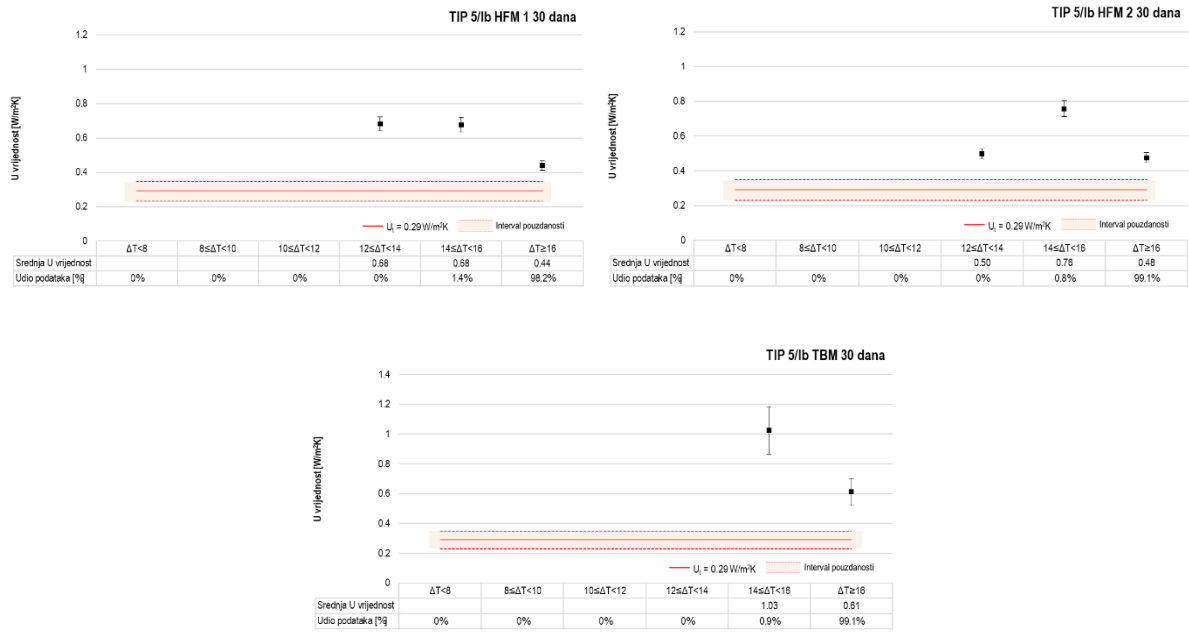 TIP 5/Ib HFM 1 30 dana
1.2
1
0.8
0.6
0.4
0.2
0
U vrijednost [W/m²K]
Uₜ = 0.29 W/m²K Interval pouzdanosti
ΔT<8 8≤ΔT<10 10≤ΔT<12 12≤ΔT<14 14≤ΔT<16 ΔT≥16
Srednja U vrijednost 0.68 0.68 0.44
Udio podataka [%] 0% 0% 0% 0% 1.4% 98.2%
TIP 5/Ib HFM 2 30 dana
1.2
1
0.8
0.6
0.4
0.2
0
U vrijednost [W/m²K]
Uₜ = 0.29 W/m²K Interval pouzdanosti
ΔT<8 8≤ΔT<10 10≤ΔT<12 12≤ΔT<14 14≤ΔT<16 ΔT≥16
Srednja U vrijednost 0.50 0.76 0.48
Udio podataka [%] 0% 0% 0% 0% 0.8% 99.1%
TIP 5/Ib TBM 30 dana
1.4
1.2
1
0.8
0.6
0.4
0.2
0
U vrijednost [W/m²K]
Uₜ = 0.29 W/m²K Interval pouzdanosti
ΔT<8 8≤ΔT<10 10≤ΔT<12 12≤ΔT<14 14≤ΔT<16 ΔT≥16
Srednja U vrijednost 1.03 0.61
Udio podataka [%] 0% 0% 0% 0% 0.9% 99.1%